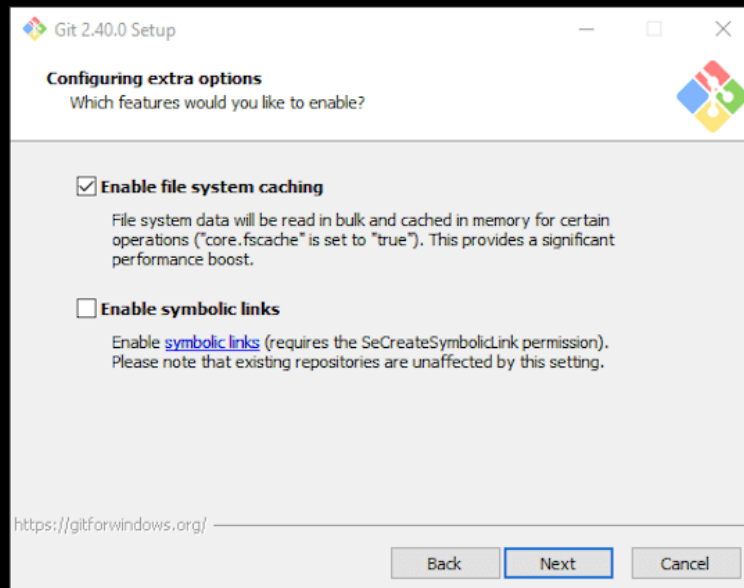 Git 2.40.0 Setup
Configuring extra options
Which features would you like to enable?
Enable file system caching
File system data will be read in bulk and cached in memory for certain
operations ("core.fscache" is set to "true"). This provides a significant
performance boost.
Enable symbolic links
Enable symbolic links (requires the SeCreateSymbolicLink permission).
Please note that existing repositories are unaffected by this setting.
https://gitforwindows.org/
Back Next Cancel